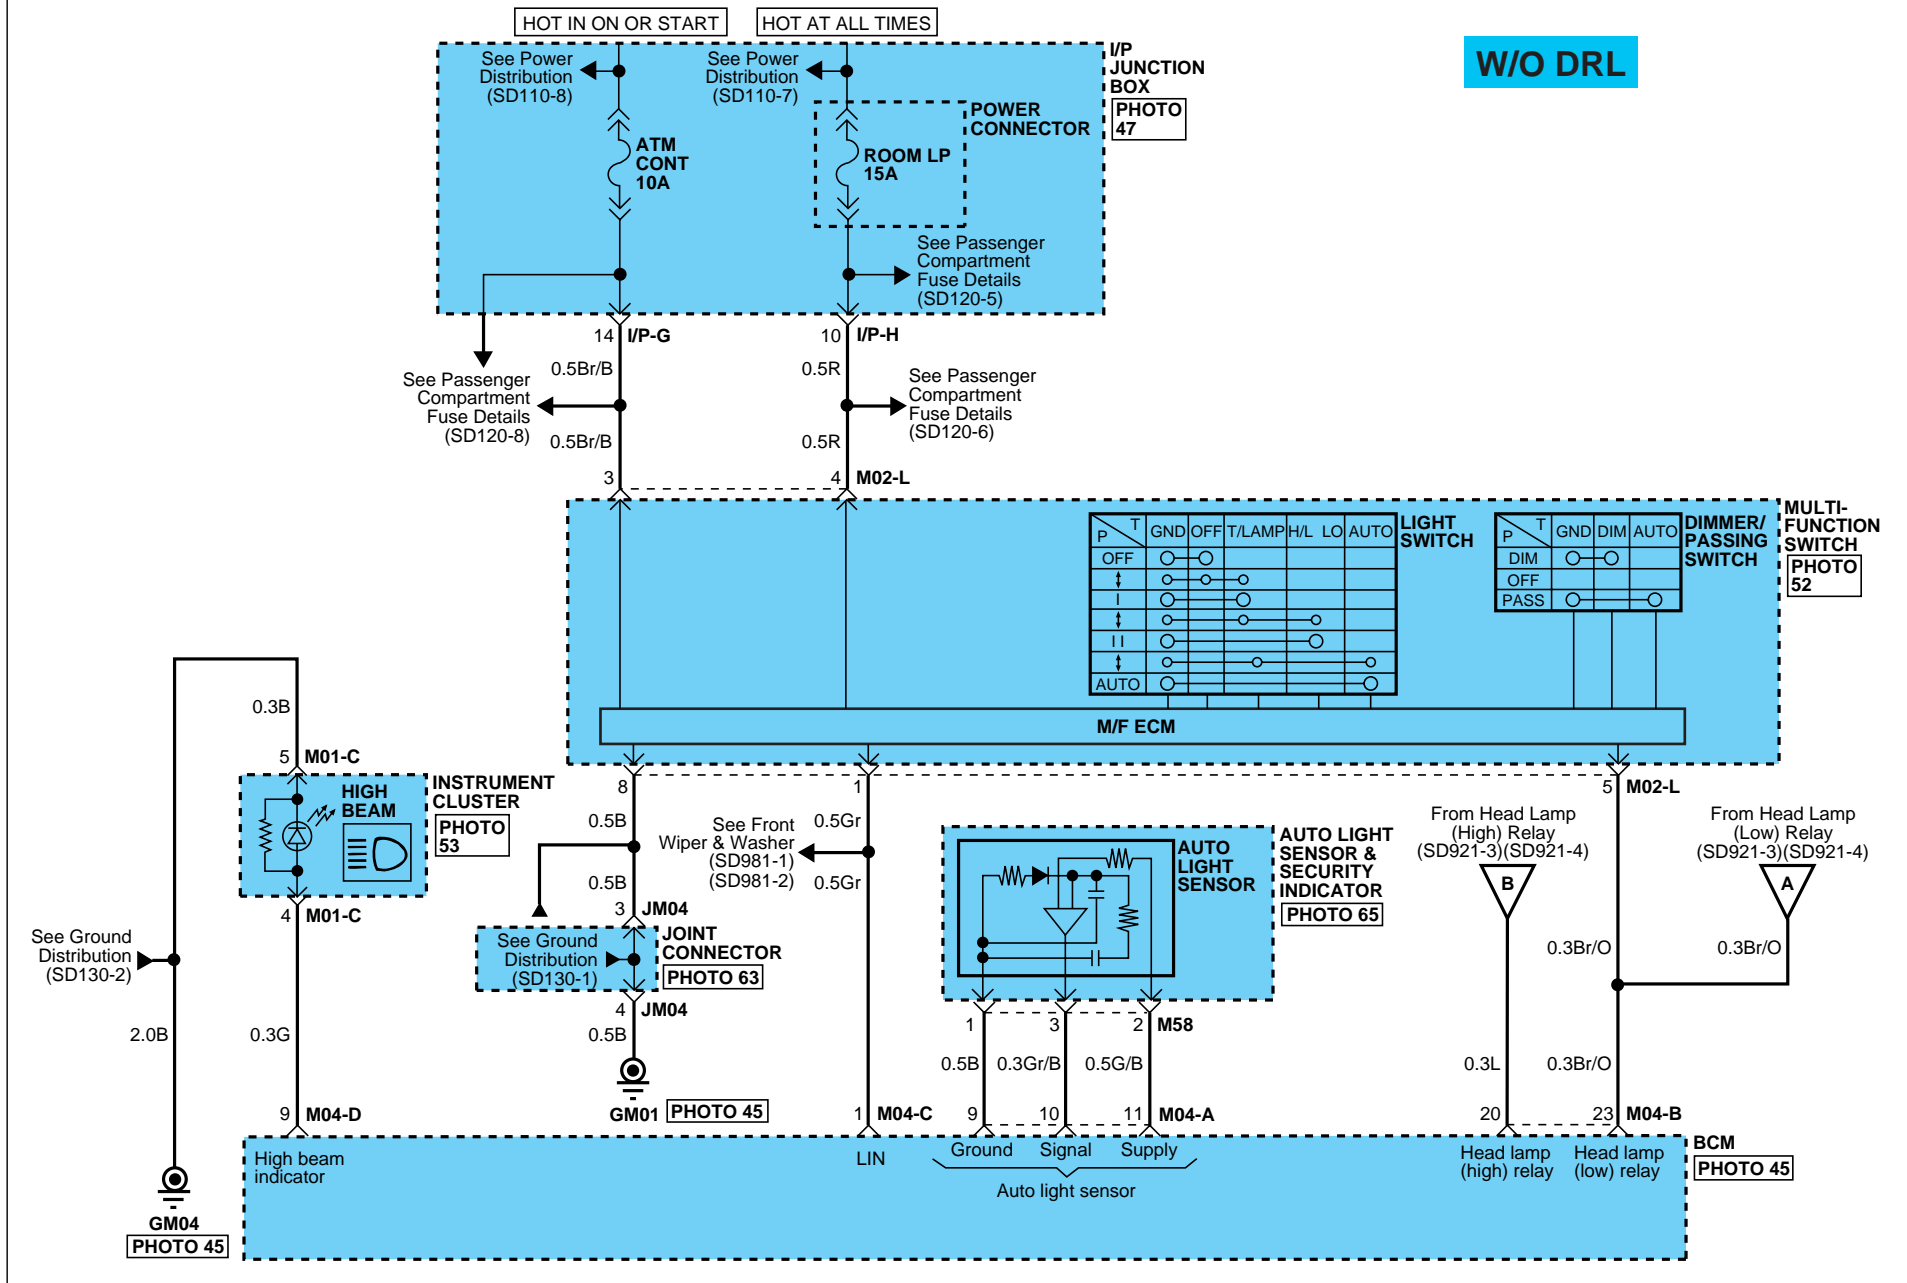 HOT IN ON OR START
HOT AT ALL TIMES
W/O DRL
See Power
Distribution
(SD110-8)
See Power
Distribution
(SD110-7)
I/P
JUNCTION
BOX
PHOTO
47
POWER
CONNECTOR
ATM
CONT
10A
ROOM LP
15A
See Passenger
Compartment
Fuse Details
(SD120-5)
14 I/P-G
10 I/P-H
0.5Br/B
0.5R
See Passenger
Compartment
Fuse Details
(SD120-8)
See Passenger
Compartment
Fuse Details
(SD120-6)
0.5Br/B
0.5R
3
4 M02-L
T
P
GND OFF T/LAMP H/L LO AUTO
OFF
I
I I
AUTO
LIGHT
SWITCH
T
P
GND DIM AUTO
DIM
OFF
PASS
DIMMER/
PASSING
SWITCH
MULTI-
FUNCTION
SWITCH
PHOTO
52
M/F ECM
0.3B
5 M01-C
HIGH
BEAM
INSTRUMENT
CLUSTER
PHOTO
53
4 M01-C
8
1
5 M02-L
0.5B
See Front
Wiper & Washer
(SD981-1)
(SD981-2)
0.5Gr
0.5Gr
0.5B
3 JM04
See Ground
Distribution
(SD130-1)
JOINT
CONNECTOR
PHOTO 63
4 JM04
0.5B
GM01
PHOTO 45
AUTO
LIGHT
SENSOR
AUTO LIGHT
SENSOR &
SECURITY
INDICATOR
PHOTO 65
From Head Lamp
(High) Relay
(SD921-3)(SD921-4)
B
From Head Lamp
(Low) Relay
(SD921-3)(SD921-4)
A
0.3Br/O
0.3Br/O
See Ground
Distribution
(SD130-2)
2.0B
0.3G
1
3
2 M58
0.5B
0.3Gr/B
0.5G/B
0.3L
0.3Br/O
9 M04-D
1 M04-C
9
10
11 M04-A
20
23 M04-B
High beam
indicator
LIN
Ground
Signal
Supply
Auto light sensor
Head lamp
(high) relay
Head lamp
(low) relay
BCM
PHOTO 45
GM04
PHOTO 45